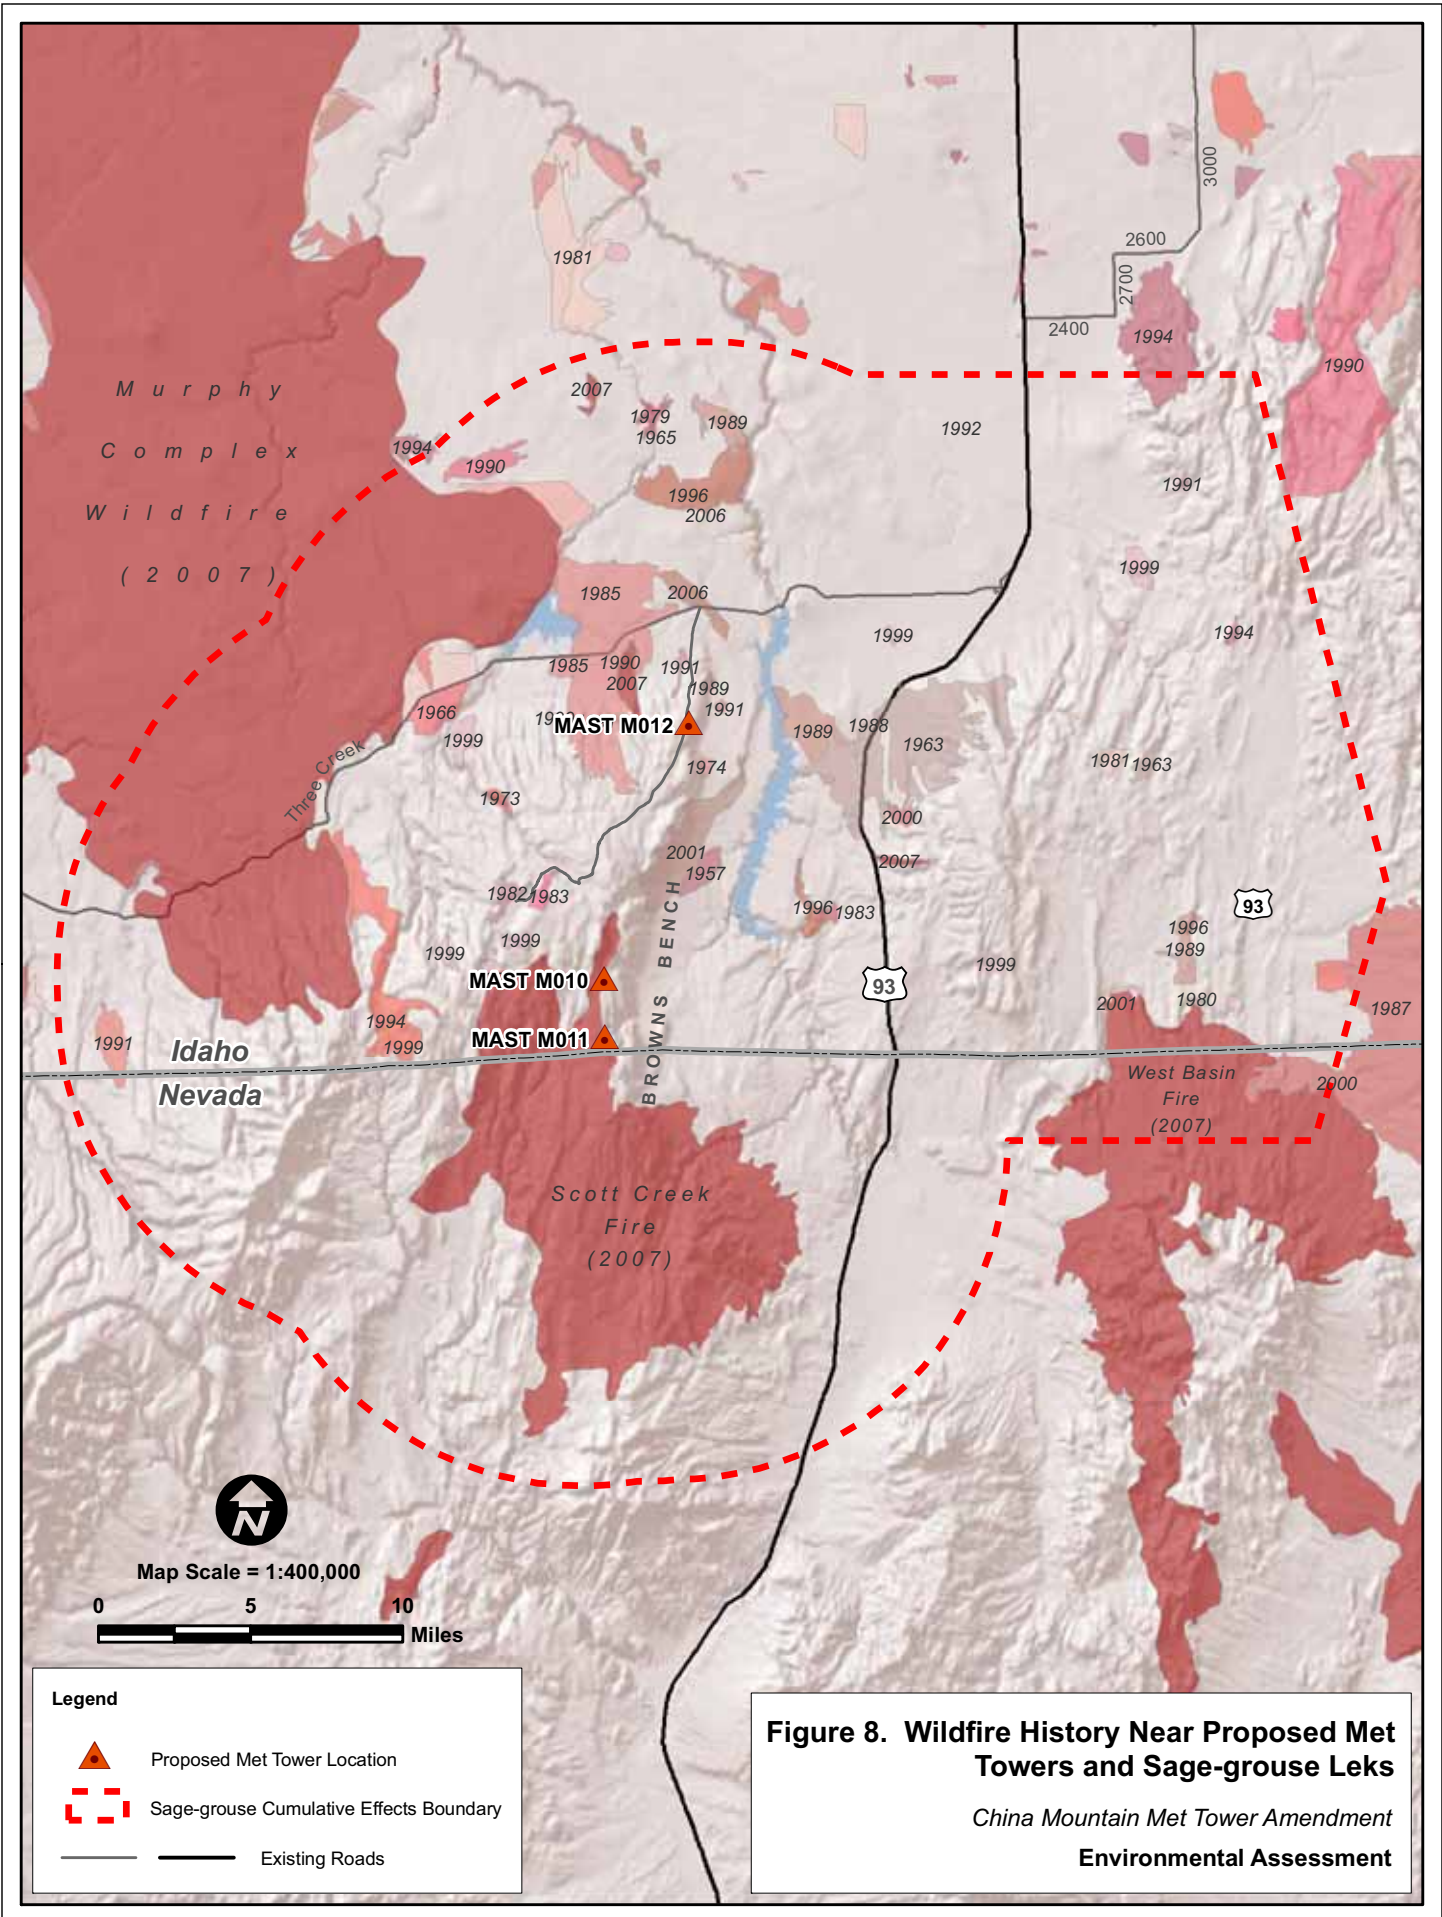 3000
2600
2700
2400
1981
1994
1990
Murphy
Complex
Wildfire
(2007)
2007
1979
1965
1989
1992
1994
1990
1996
2006
1991
1999
1985
2006
1999
1994
1985
1990
2007
1991
1989
1991
1966
1999
MAST M012
1989
1988
1963
1974
1981
1963
Three Creek
1973
2000
2001
1957
2007
1982
1983
1996
1983
93
1996
1989
1999
1999
1999
BROWNS BENCH
MAST M010
93
2001
1980
1987
1991
1994
1999
MAST M011
Idaho
Nevada
West Basin
Fire
(2007)
2000
Scott Creek
Fire
(2007)
N
Map Scale = 1:400,000
0 5 10
Miles
Legend
Proposed Met Tower Location
Sage-grouse Cumulative Effects Boundary
Existing Roads
Figure 8. Wildfire History Near Proposed Met
Towers and Sage-grouse Leks
China Mountain Met Tower Amendment
Environmental Assessment